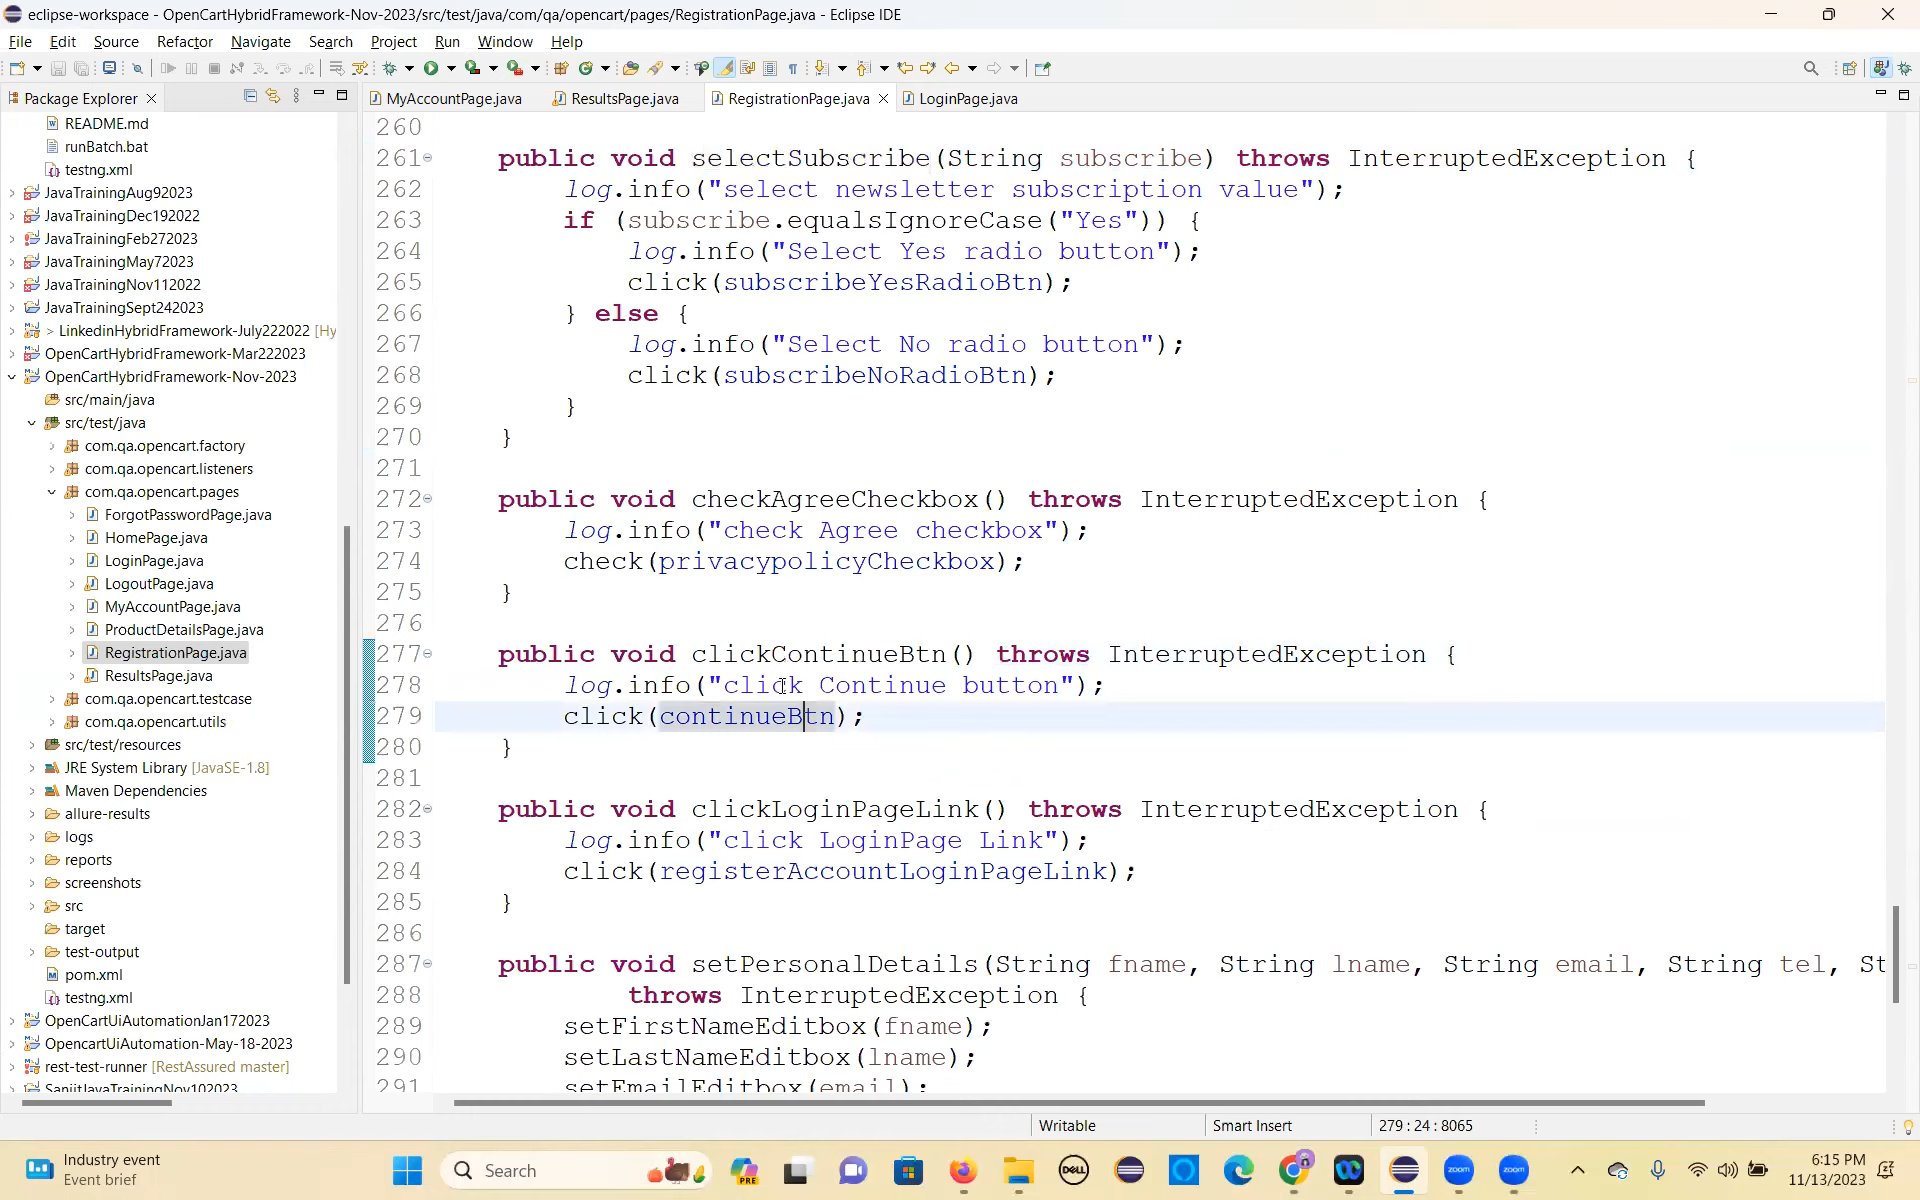 eclipse-workspace - OpenCartHybridFramework-Nov-2023/src/test/java/com/qa/opencart/pages/RegistrationPage.java - Eclipse IDE
File Edit Source Refactor Navigate Search Project Run Window Help
Package Explorer
MyAccountPage.java ResultsPage.java RegistrationPage.java LoginPage.java
README.md
runBatch.bat
testng.xml
JavaTrainingAug92023
JavaTrainingDec192022
JavaTrainingFeb272023
JavaTrainingMay72023
JavaTrainingNov112022
JavaTrainingSept242023
> LinkedinHybridFramework-July222022 [Hy
OpenCartHybridFramework-Mar222023
OpenCartHybridFramework-Nov-2023
src/main/java
src/test/java
com.qa.opencart.factory
com.qa.opencart.listeners
com.qa.opencart.pages
ForgotPasswordPage.java
HomePage.java
LoginPage.java
LogoutPage.java
MyAccountPage.java
ProductDetailsPage.java
RegistrationPage.java
ResultsPage.java
com.qa.opencart.testcase
com.qa.opencart.utils
src/test/resources
JRE System Library [JavaSE-1.8]
Maven Dependencies
allure-results
logs
reports
screenshots
src
target
test-output
pom.xml
testng.xml
OpenCartUiAutomationJan172023
OpencartUiAutomation-May-18-2023
rest-test-runner [RestAssured master]
SanjitJavaTrainingNov102023
260
261 public void selectSubscribe(String subscribe) throws InterruptedException {
262 log.info("select newsletter subscription value");
263 if (subscribe.equalsIgnoreCase("Yes")) {
264 log.info("Select Yes radio button");
265 click(subscribeYesRadioBtn);
266 } else {
267 log.info("Select No radio button");
268 click(subscribeNoRadioBtn);
269 }
270 }
271
272 public void checkAgreeCheckbox() throws InterruptedException {
273 log.info("check Agree checkbox");
274 check(privacypolicyCheckbox);
275 }
276
277 public void clickContinueBtn() throws InterruptedException {
278 log.info("click Continue button");
279 click(continueBtn);
280 }
281
282 public void clickLoginPageLink() throws InterruptedException {
283 log.info("click LoginPage Link");
284 click(registerAccountLoginPageLink);
285 }
286
287 public void setPersonalDetails(String fname, String lname, String email, String tel, St
288 throws InterruptedException {
289 setFirstNameEditbox(fname);
290 setLastNameEditbox(lname);
291 setEmailEditbox(email);
Writable Smart Insert 279 : 24 : 8065
Industry event
Event brief
Search
PRE
DELL
zoom
zoom
6:15 PM
11/13/2023